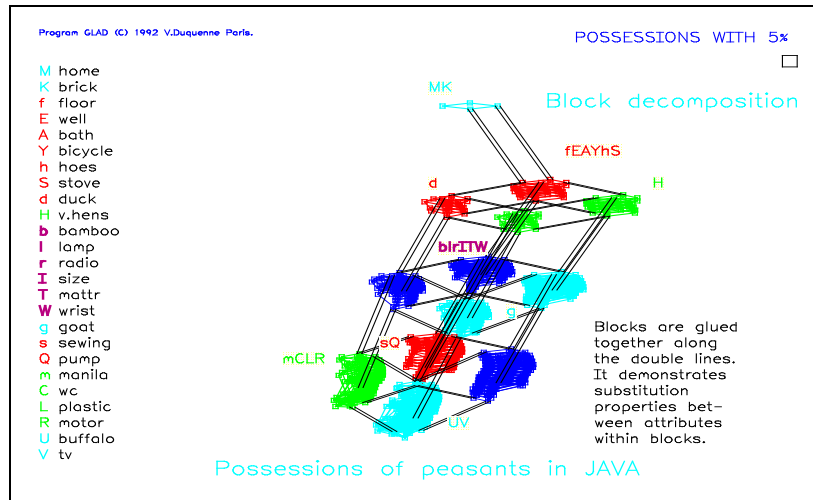 Program GLAD (C) 1992 V.Duquenne Paris.
POSSESSIONS WITH 5%
Block decomposition
M home
K brick
f floor
E well
A bath
Y bicycle
h hoes
S stove
d duck
H v.hens
b bamboo
l lamp
r radio
I size
T mattr
W wrist
g goat
s sewing
Q pump
m manila
C wc
L plastic
R motor
U buffalo
V tv
MK
fEAYhS
d
H
blrITW
g
sQ
mCLR
UV
Blocks are glued
together along
the double lines.
It demonstrates
substitution
properties bet-
ween attributes
within blocks.
Possessions of peasants in JAVA